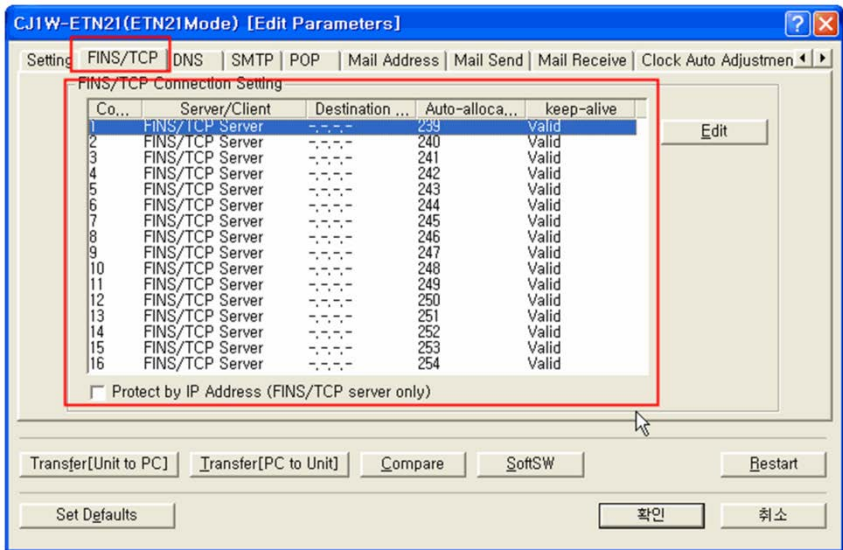 CJ1W-ETN21(ETN21Mode) [Edit Parameters]
Setting FINS/TCP DNS SMTP POP Mail Address Mail Send Mail Receive Clock Auto Adjustmen
FINS/TCP Connection Setting
Co... Server/Client Destination ... Auto-alloca... keep-alive
1 FINS/TCP Server -.-.-.- 239 Valid
2 FINS/TCP Server -.-.-.- 240 Valid
3 FINS/TCP Server -.-.-.- 241 Valid
4 FINS/TCP Server -.-.-.- 242 Valid
5 FINS/TCP Server -.-.-.- 243 Valid
6 FINS/TCP Server -.-.-.- 244 Valid
7 FINS/TCP Server -.-.-.- 245 Valid
8 FINS/TCP Server -.-.-.- 246 Valid
9 FINS/TCP Server -.-.-.- 247 Valid
10 FINS/TCP Server -.-.-.- 248 Valid
11 FINS/TCP Server -.-.-.- 249 Valid
12 FINS/TCP Server -.-.-.- 250 Valid
13 FINS/TCP Server -.-.-.- 251 Valid
14 FINS/TCP Server -.-.-.- 252 Valid
15 FINS/TCP Server -.-.-.- 253 Valid
16 FINS/TCP Server -.-.-.- 254 Valid
Edit
Protect by IP Address (FINS/TCP server only)
Transfer[Unit to PC] Transfer[PC to Unit] Compare SoftSW Restart
Set Defaults 확인 취소